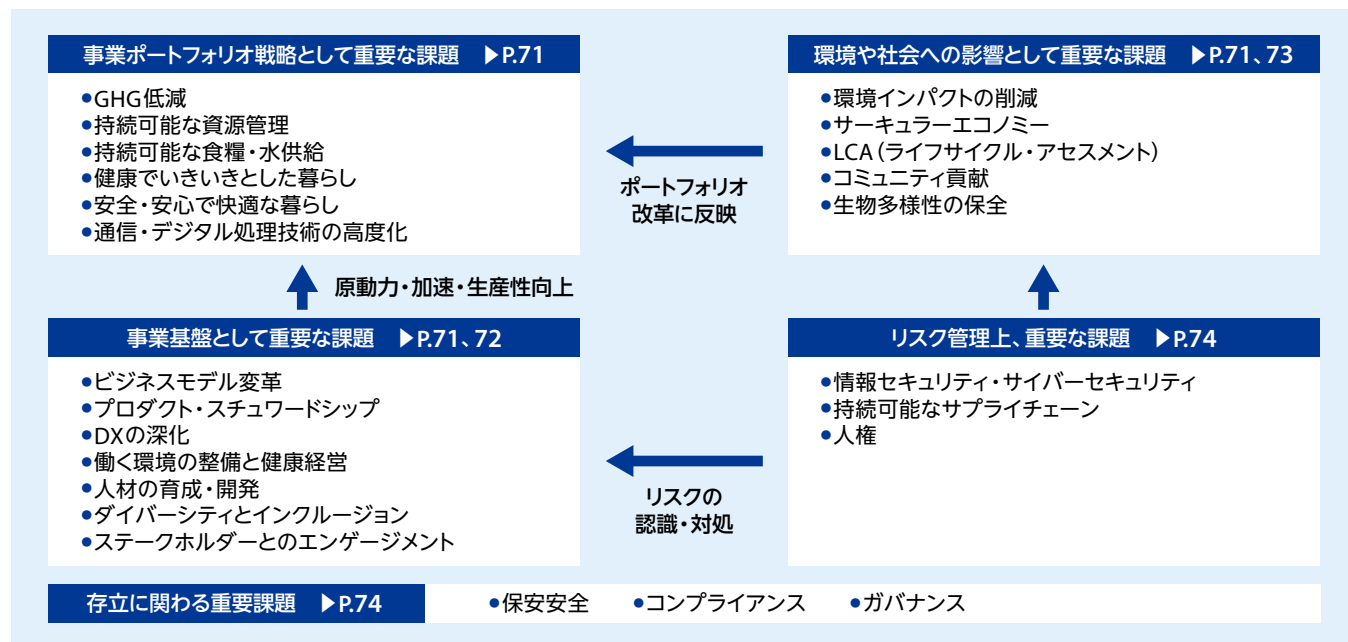 事業ポートフォリオ戦略として重要な課題 ▶P.71
●GHG低減
●持続可能な資源管理
●持続可能な食糧・水供給
●健康でいきいきとした暮らし
●安全・安心で快適な暮らし
●通信・デジタル処理技術の高度化
ポートフォリオ
改革に反映
環境や社会への影響として重要な課題 ▶P.71、73
●環境インパクトの削減
●サーキュラーエコノミー
●LCA（ライフサイクル・アセスメント）
●コミュニティ貢献
●生物多様性の保全
原動力・加速・生産性向上
事業基盤として重要な課題 ▶P.71、72
●ビジネスモデル変革
●プロダクト・スチュワードシップ
●DXの深化
●働く環境の整備と健康経営
●人材の育成・開発
●ダイバーシティとインクルージョン
●ステークホルダーとのエンゲージメント
リスクの
認識・対処
リスク管理上、重要な課題 ▶P.74
●情報セキュリティ・サイバーセキュリティ
●持続可能なサプライチェーン
●人権
存立に関わる重要課題 ▶P.74 ●保安安全 ●コンプライアンス ●ガバナンス